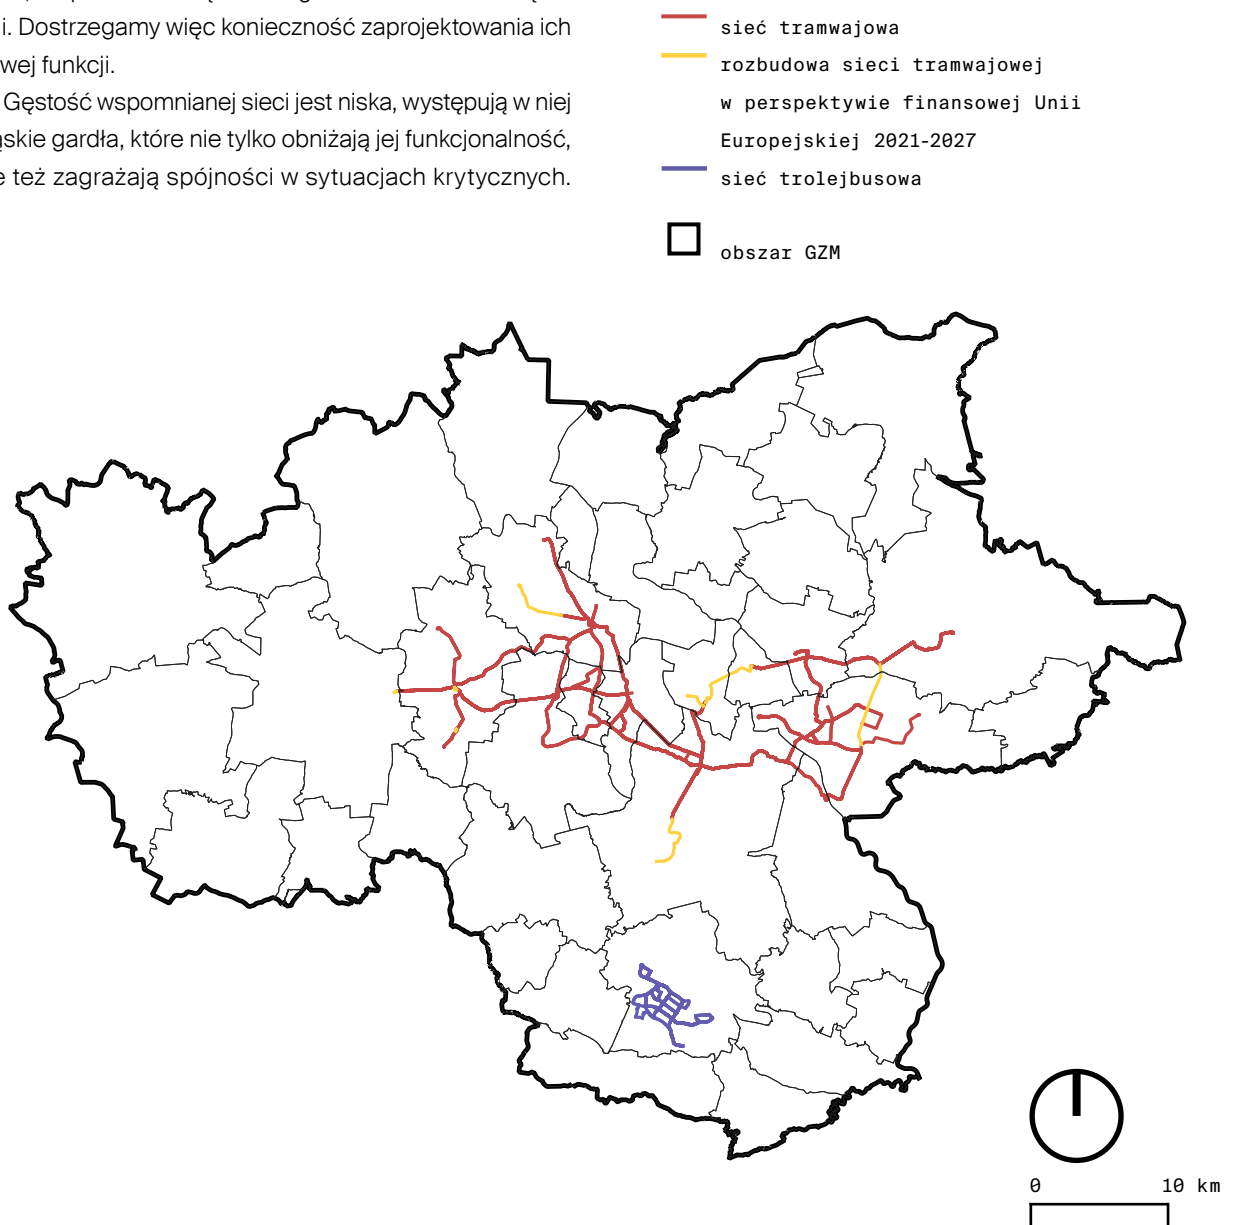 i. Dostrzegamy więc konieczność zaprojektowania ich
wej funkcji.
Gęstość wspomnianej sieci jest niska, występują w niej
skie gardła, które nie tylko obniżają jej funkcjonalność,
e też zagrażają spójności w sytuacjach krytycznych.
sieć tramwajowa
rozbudowa sieci tramwajowej
w perspektywie finansowej Unii
Europejskiej 2021-2027
sieć trolejbusowa
obszar GZM
0 10 km